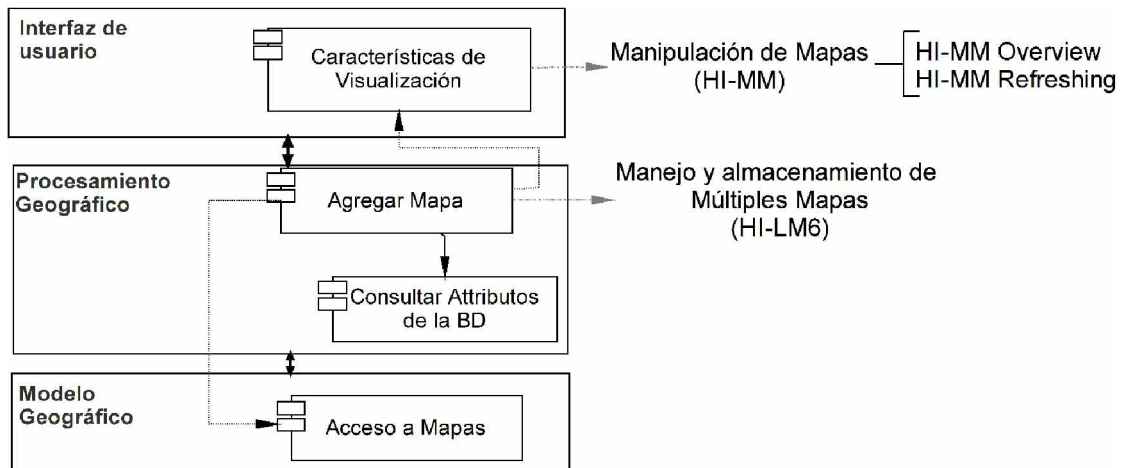 Interfaz de
usuario
Características de
Visualización
Manipulación de Mapas
(HI-MM)
HI-MM Overview
HI-MM Refreshing
Procesamiento
Geográfico
Agregar Mapa
Manejo y almacenamiento de
Múltiples Mapas
(HI-LM6)
Consultar Attributos
de la BD
Modelo
Geográfico
Acceso a Mapas